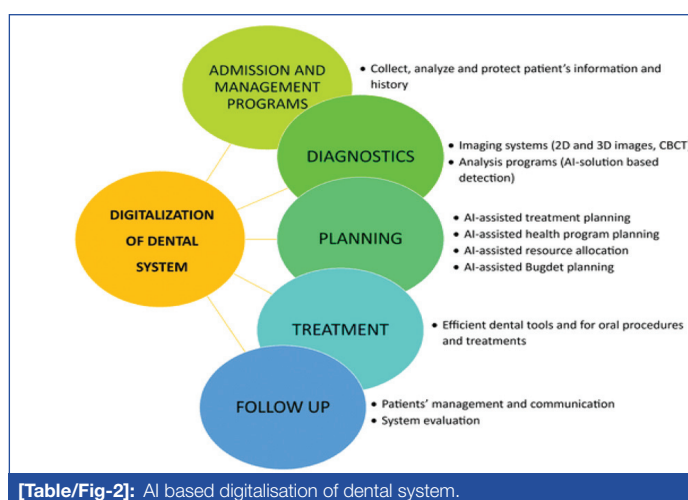 ADMISSION AND
MANAGEMENT
PROGRAMS
• Collect, analyze and protect patient's information and
history
DIAGNOSTICS
• Imaging systems (2D and 3D images, CBCT)
• Analysis programs (AI-solution based
detection)
DIGITALIZATION
OF DENTAL
SYSTEM
PLANNING
• AI-assisted treatment planning
• AI-assisted health program planning
• AI-assisted resource allocation
• AI-assisted Bugdet planning
TREATMENT
• Efficient dental tools and for oral procedures
and treatments
FOLLOW UP
• Patients' management and communication
• System evaluation
[Table/Fig-2]: AI based digitalisation of dental system.